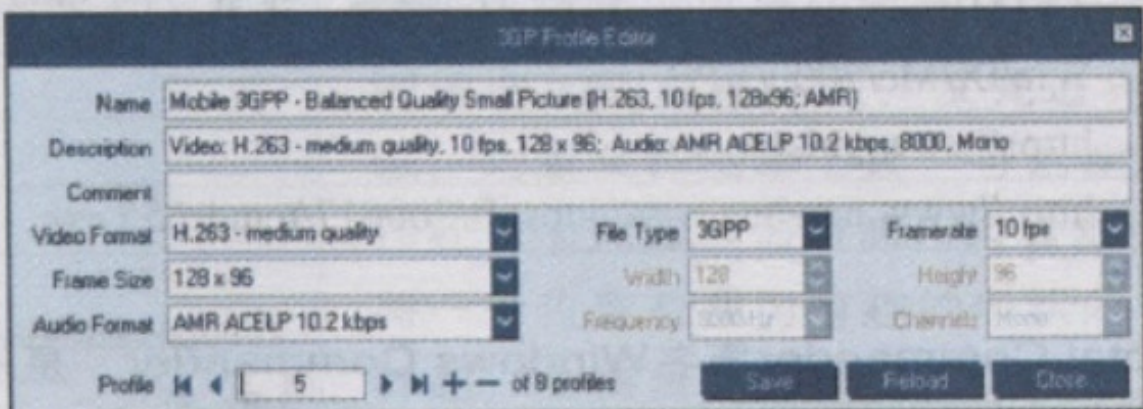 3GP Profile Editor
Name Mobile 3GPP - Balanced Quality Small Picture (H.263, 10 fps, 128x96; AMR)
Description Video: H.263 - medium quality, 10 fps, 128 x 96; Audio: AMR ACELP 10.2 kbps, 8000, Mono
Comment
Video Format H.263 - medium quality File Type 3GPP Framerate 10 fps
Frame Size 128 x 96 Width 128 Height 96
Audio Format AMR ACELP 10.2 kbps Frequency 8000 Hz Channels Mono
Profile 5 of 9 profiles Save Reload Close